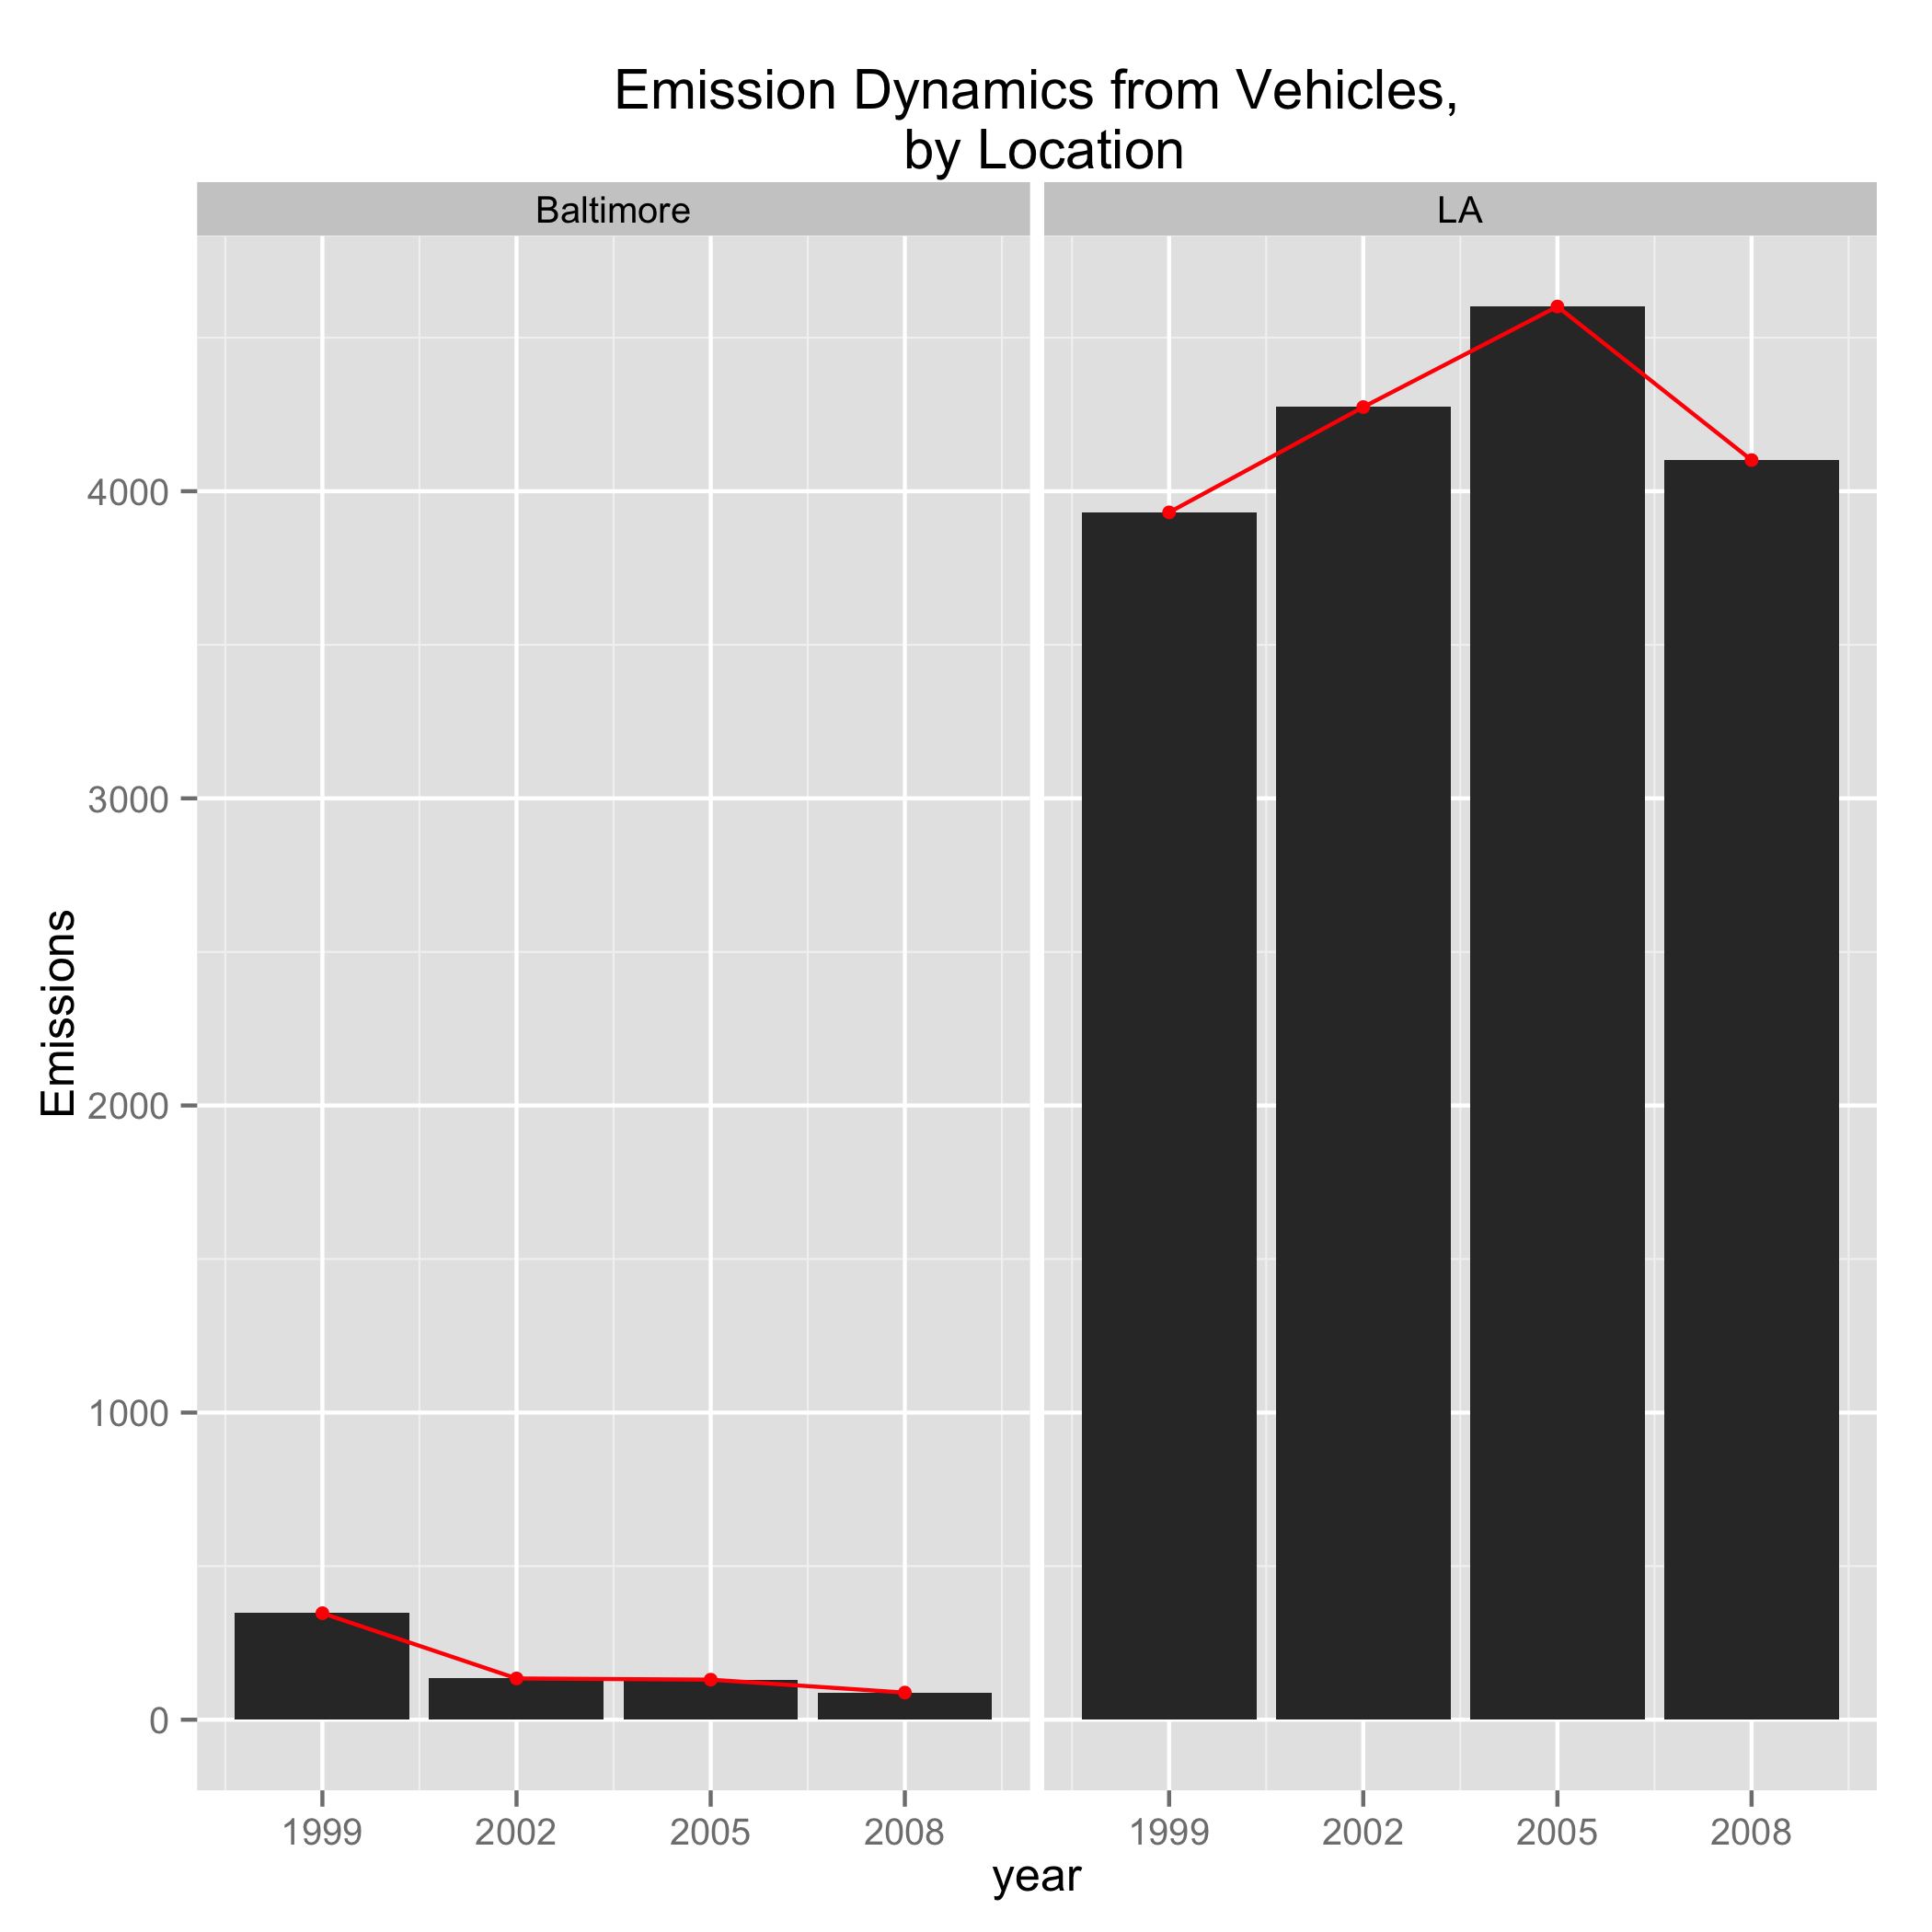 Emission Dynamics from Vehicles,
by Location
Baltimore
LA
Emissions
4000
3000
2000
1000
0
1999 2002 2005 2008 1999 2002 2005 2008
year